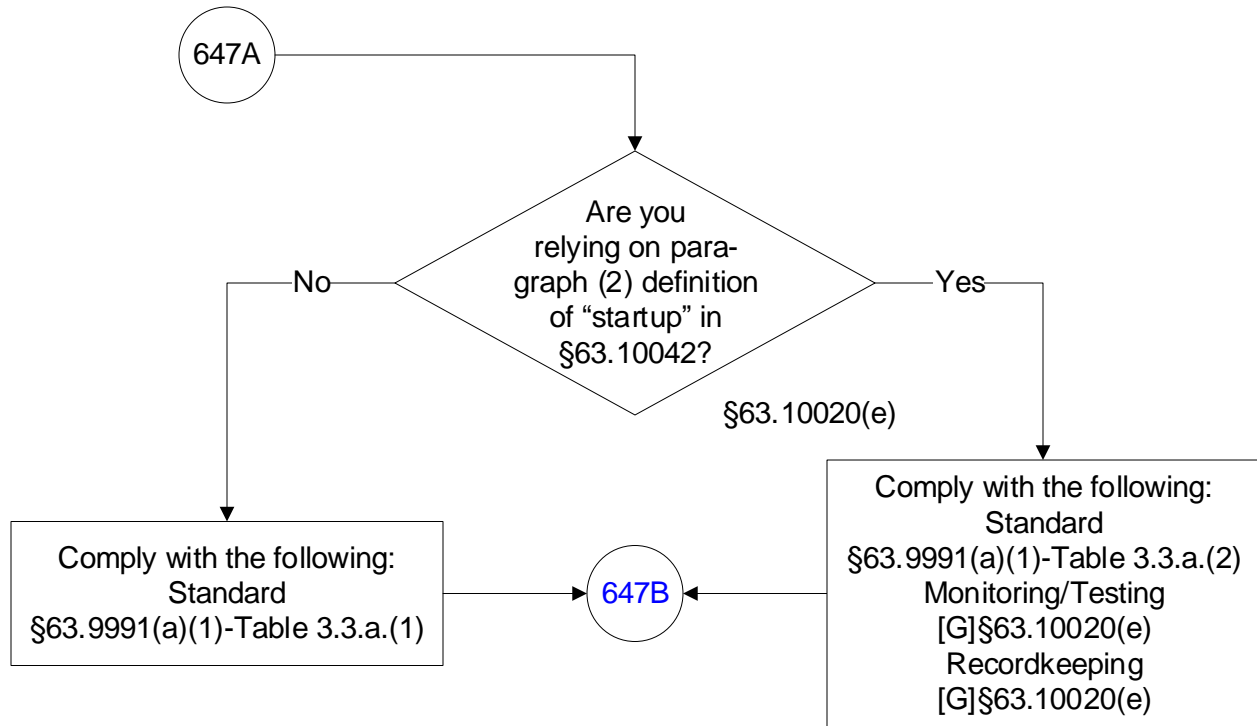 647A
Are you
relying on para-
graph (2) definition
of “startup” in
§63.10042?
No
Yes
§63.10020(e)
Comply with the following:
Standard
§63.9991(a)(1)-Table 3.3.a.(1)
647B
Comply with the following:
Standard
§63.9991(a)(1)-Table 3.3.a.(2)
Monitoring/Testing
[G]§63.10020(e)
Recordkeeping
[G]§63.10020(e)